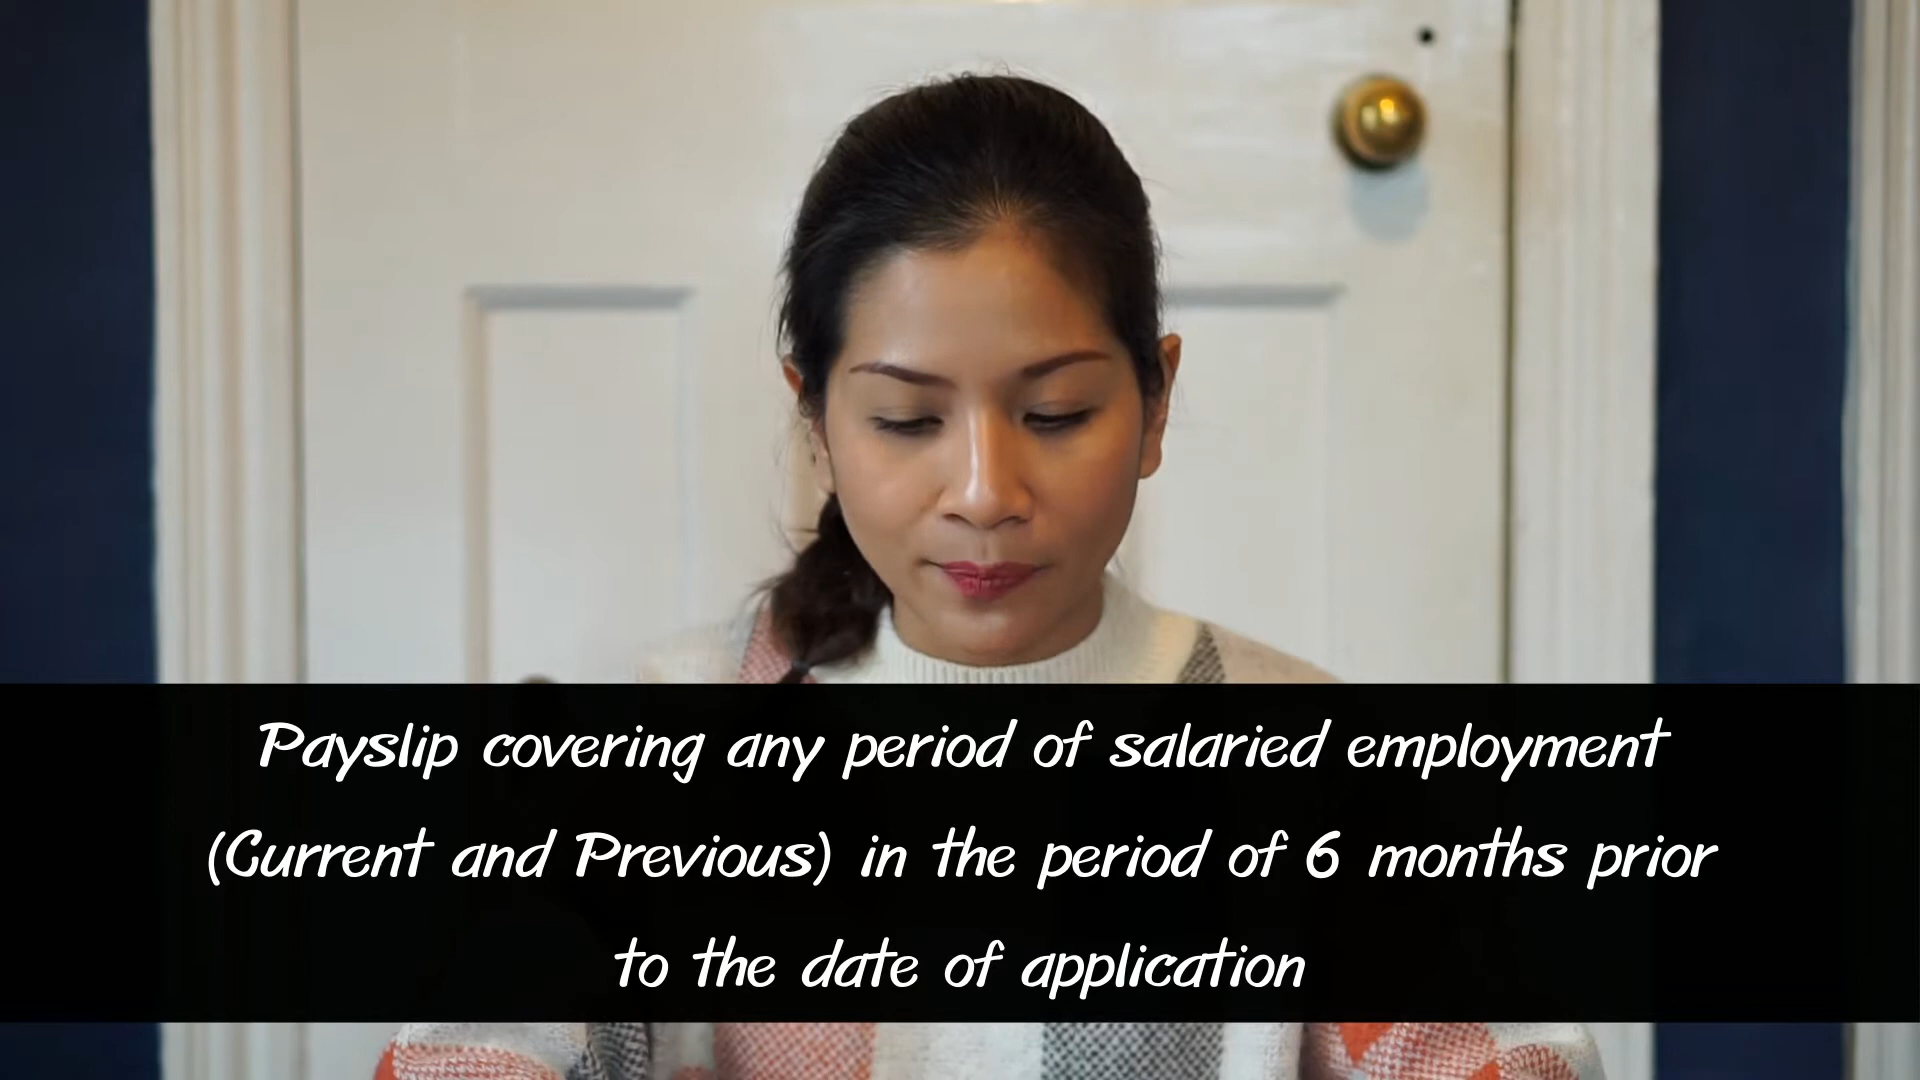 Payslip covering any period of salaried employment
(Current and Previous) in the period of 6 months prior
to the date of application